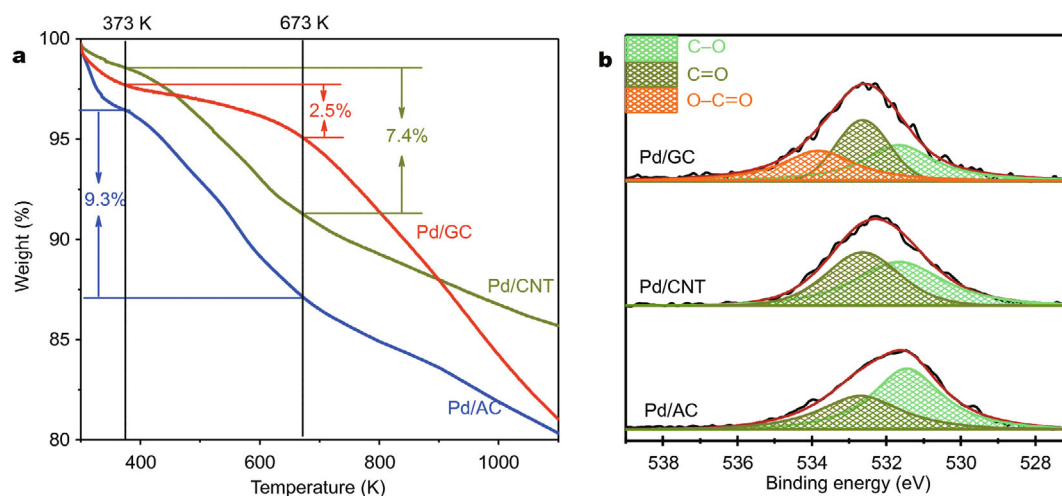 373 K 673 K
a
100
95
90
85
80
Weight (%)
400 600 800 1000
Temperature (K)
9.3%
2.5%
7.4%
Pd/GC
Pd/CNT
Pd/AC
b
C–O
C=O
O–C=O
Pd/GC
Pd/CNT
Pd/AC
538 536 534 532 530 528
Binding energy (eV)